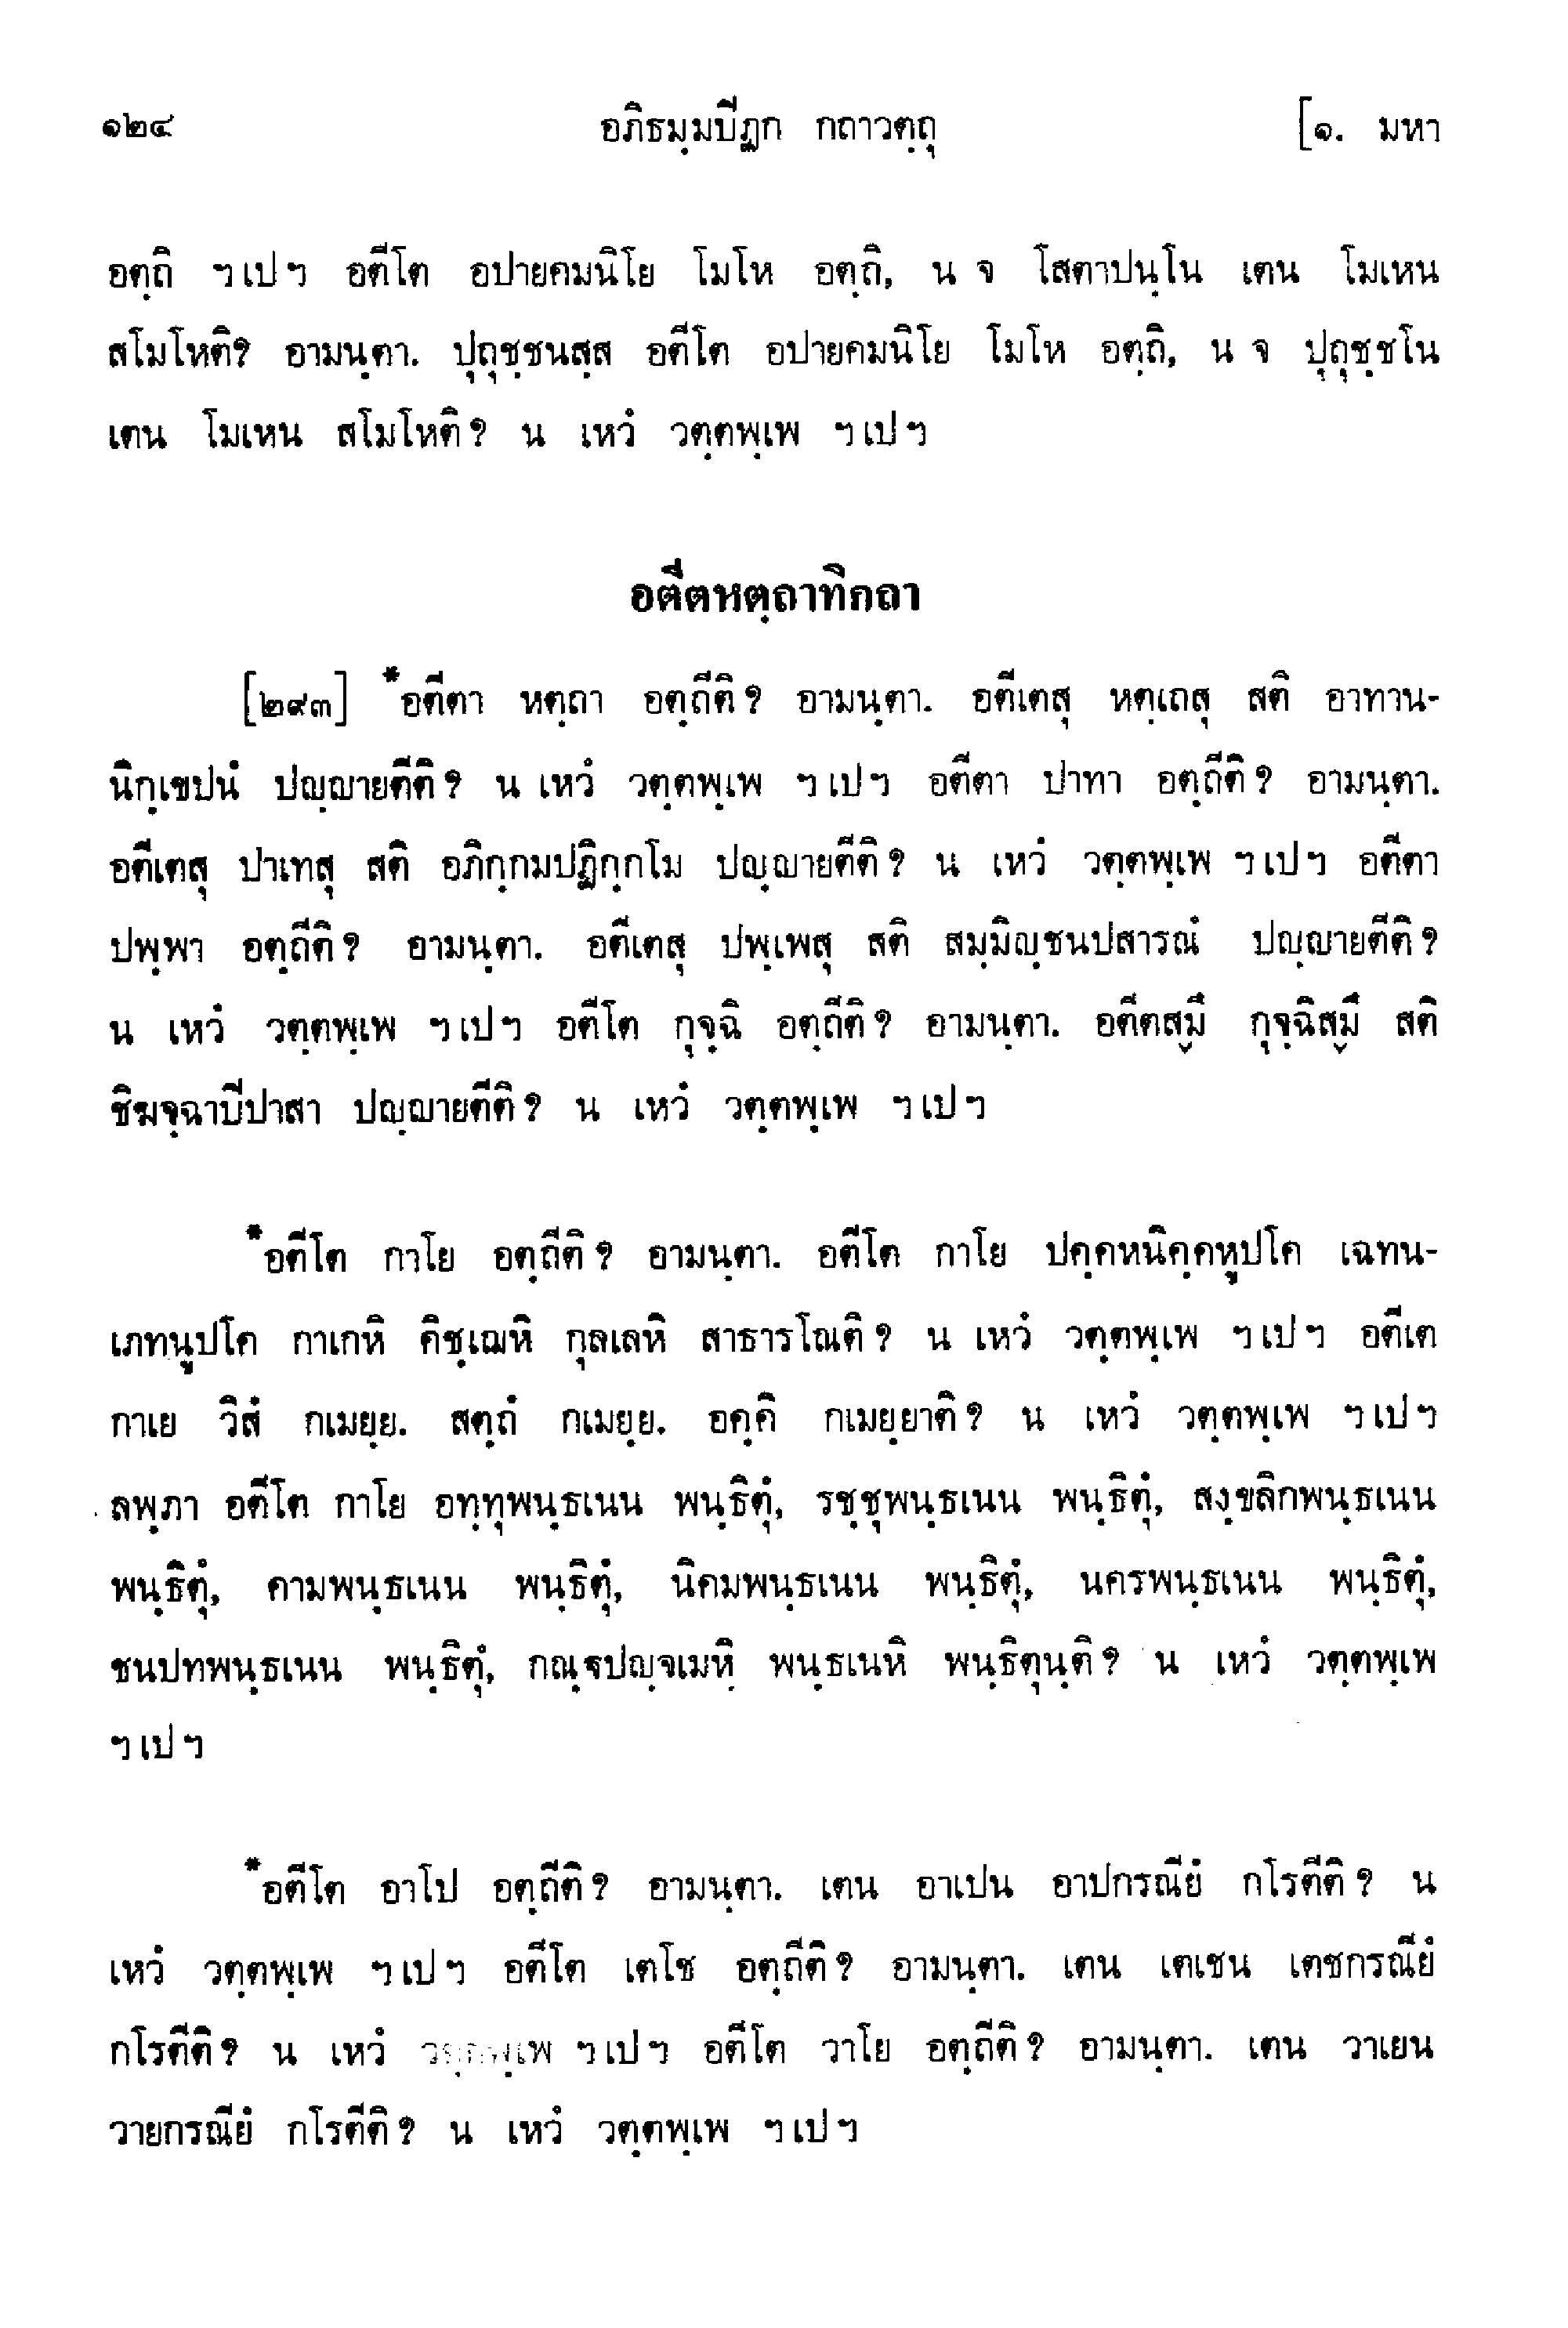 ๑๒๔ อภิธมฺมปิฏก กถาวตฺถุ [๑. มหา
อตฺถิ ฯเปฯ อตีโต อปายคมนิโย โมโห อตฺถิ, น จ โสตาปนฺโน เตน โมเหน
สโมโหติ? อามนฺตา. ปุถุชฺชนสฺส อตีโต อปายคมนิโย โมโห อตฺถิ, น จ ปุถุชฺชโน
เตน โมเหน สโมโหติ? น เหวํ วตฺตพฺเพ ฯเปฯ
อตีตหตฺถาทิกถา
[๒๙๓] *อตีตา หตฺถา อตฺถีติ? อามนฺตา. อตีเตสุ หตฺเถสุ สติ อาทาน-
นิกฺเขปนํ ปญฺญายตีติ? น เหวํ วตฺตพฺเพ ฯเปฯ อตีตา ปาทา อตฺถีติ? อามนฺตา.
อตีเตสุ ปาเทสุ สติ อภิกฺกมปฏิกฺกโม ปญฺญายตีติ? น เหวํ วตฺตพฺเพ ฯเปฯ อตีตา
ปพฺพา อตฺถีติ? อามนฺตา. อตีเตสุ ปพฺเพสุ สติ สมฺมิญฺชนปสารณํ ปญฺญายตีติ?
น เหวํ วตฺตพฺเพ ฯเปฯ อตีโต กุจฺฉิ อตฺถีติ? อามนฺตา. อตีตสฺมึ กุจฺฉิสฺมึ สติ
ชิฆจฺฉาปิปาสา ปญฺญายตีติ? น เหวํ วตฺตพฺเพ ฯเปฯ
*อตีโต กาโย อตฺถีติ? อามนฺตา. อตีโต กาโย ปคฺคหนิคฺคหูปโค เฉทน-
เภทนูปโค กาเกหิ คิชฺเฌหิ กุลเลหิ สาธารโณติ? น เหวํ วตฺตพฺเพ ฯเปฯ อตีเต
กาเย วิสํ กเมยฺย. สตฺถํ กเมยฺย. อคฺคิ กเมยฺยาติ? น เหวํ วตฺตพฺเพ ฯเปฯ
ลพฺภา อตีโต กาโย อทฺทุพนฺธเนน พนฺธิตุํ, รชฺชุพนฺธเนน พนฺธิตุํ, สงฺขลิกพนฺธเนน
พนฺธิตุํ, คามพนฺธเนน พนฺธิตุํ, นิคมพนฺธเนน พนฺธิตุํ, นครพนฺธเนน พนฺธิตุํ,
ชนปทพนฺธเนน พนฺธิตุํ, กณฺฐปญฺจเมหิ พนฺธเนหิ พนฺธิตุนฺติ? น เหวํ วตฺตพฺเพ
ฯเปฯ
*อตีโต อาโป อตฺถีติ? อามนฺตา. เตน อาเปน อาปกรณียํ กโรตีติ? น
เหวํ วตฺตพฺเพ ฯเปฯ อตีโต เตโช อตฺถีติ? อามนฺตา. เตน เตเชน เตชกรณียํ
กโรตีติ? น เหวํ วตฺตพฺเพ ฯเปฯ อตีโต วาโย อตฺถีติ? อามนฺตา. เตน วาเยน
วายกรณียํ กโรตีติ? น เหวํ วตฺตพฺเพ ฯเปฯ